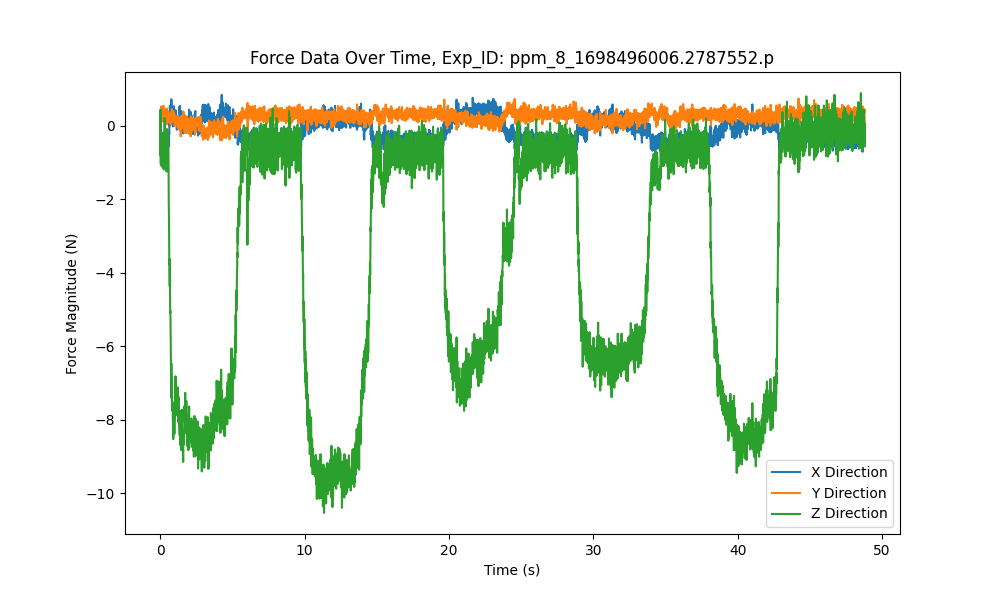 Force Data Over Time, Exp_ID: ppm_8_1698496006.2787552.p
Force Magnitude (N)
0
−2
−4
−6
−8
−10
X Direction
Y Direction
Z Direction
0 10 20 30 40 50
Time (s)